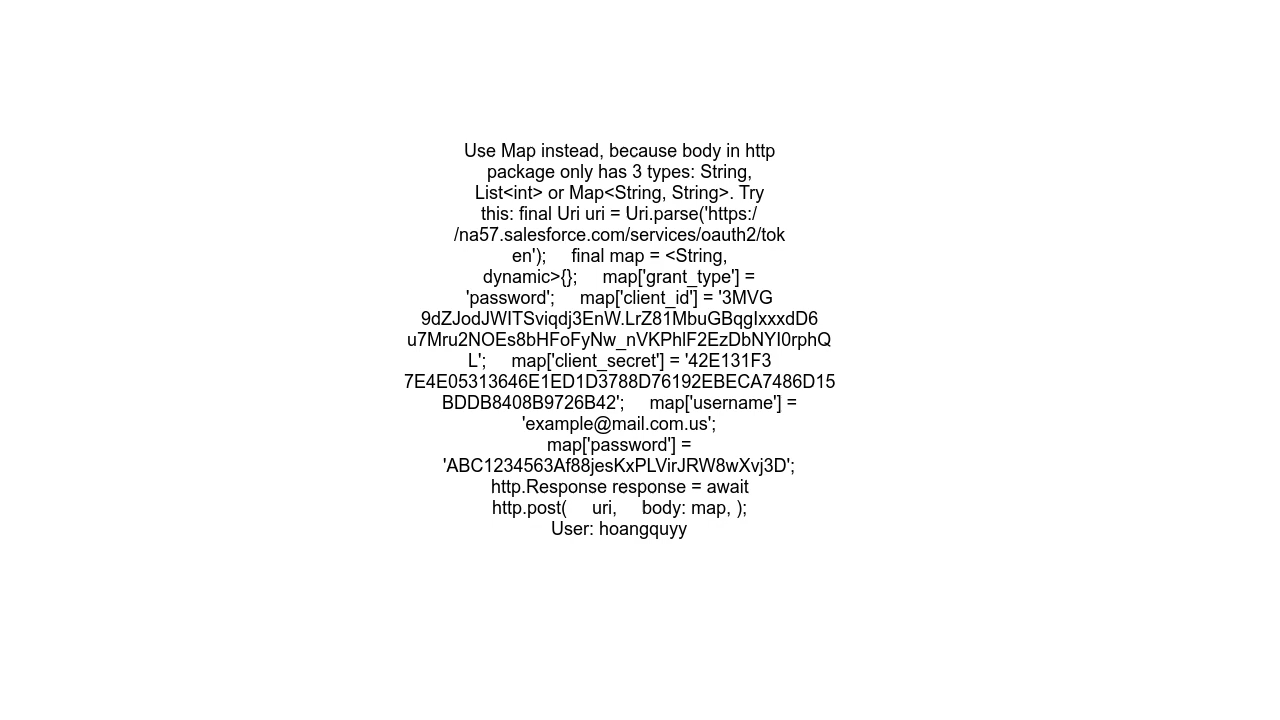 Use Map instead, because body in http
package only has 3 types: String,
List<int> or Map<String, String>. Try
this: final Uri uri = Uri.parse('https:/
/na57.salesforce.com/services/oauth2/tok
en');     final map = <String,
dynamic>{};     map['grant_type'] =
'password';     map['client_id'] = '3MVG
9dZJodJWITSviqdj3EnW.LrZ81MbuGBqgIxxxdD6
u7Mru2NOEs8bHFoFyNw_nVKPhlF2EzDbNYI0rphQ
L';     map['client_secret'] = '42E131F3
7E4E05313646E1ED1D3788D76192EBECA7486D15
BDDB8408B9726B42';     map['username'] =
'example@mail.com.us';
map['password'] =
'ABC1234563Af88jesKxPLVirJRW8wXvj3D';
http.Response response = await
http.post(     uri,     body: map, );
User: hoangquyy